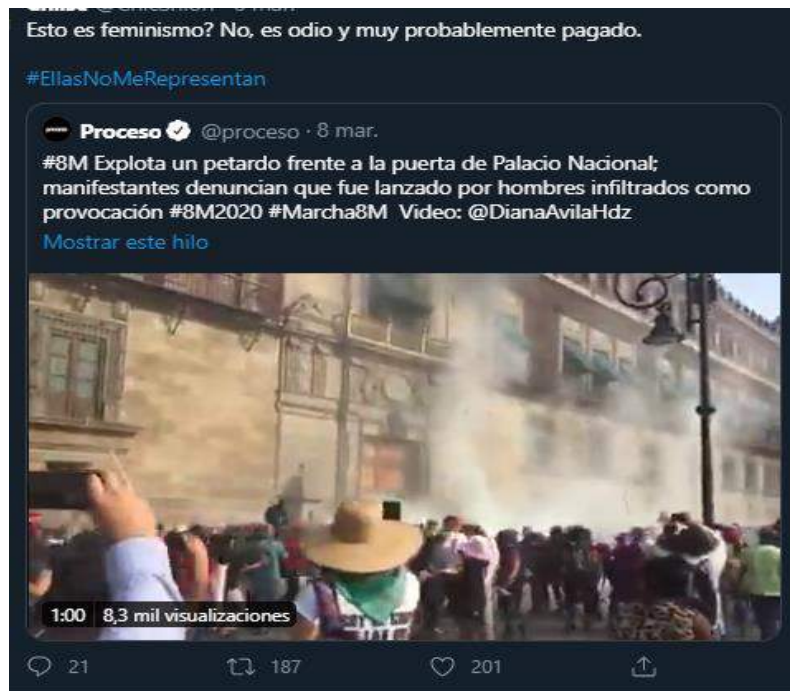 Esto es feminismo? No, es odio y muy probablemente pagado.
#EllasNoMeRepresentan
Proceso @proceso · 8 mar.
#8M Explota un petardo frente a la puerta de Palacio Nacional;
manifestantes denuncian que fue lanzado por hombres infiltrados como
provocación #8M2020 #Marcha8M Video: @DianaAvilaHdz
Mostrar este hilo
1:00 8,3 mil visualizaciones
21 187 201